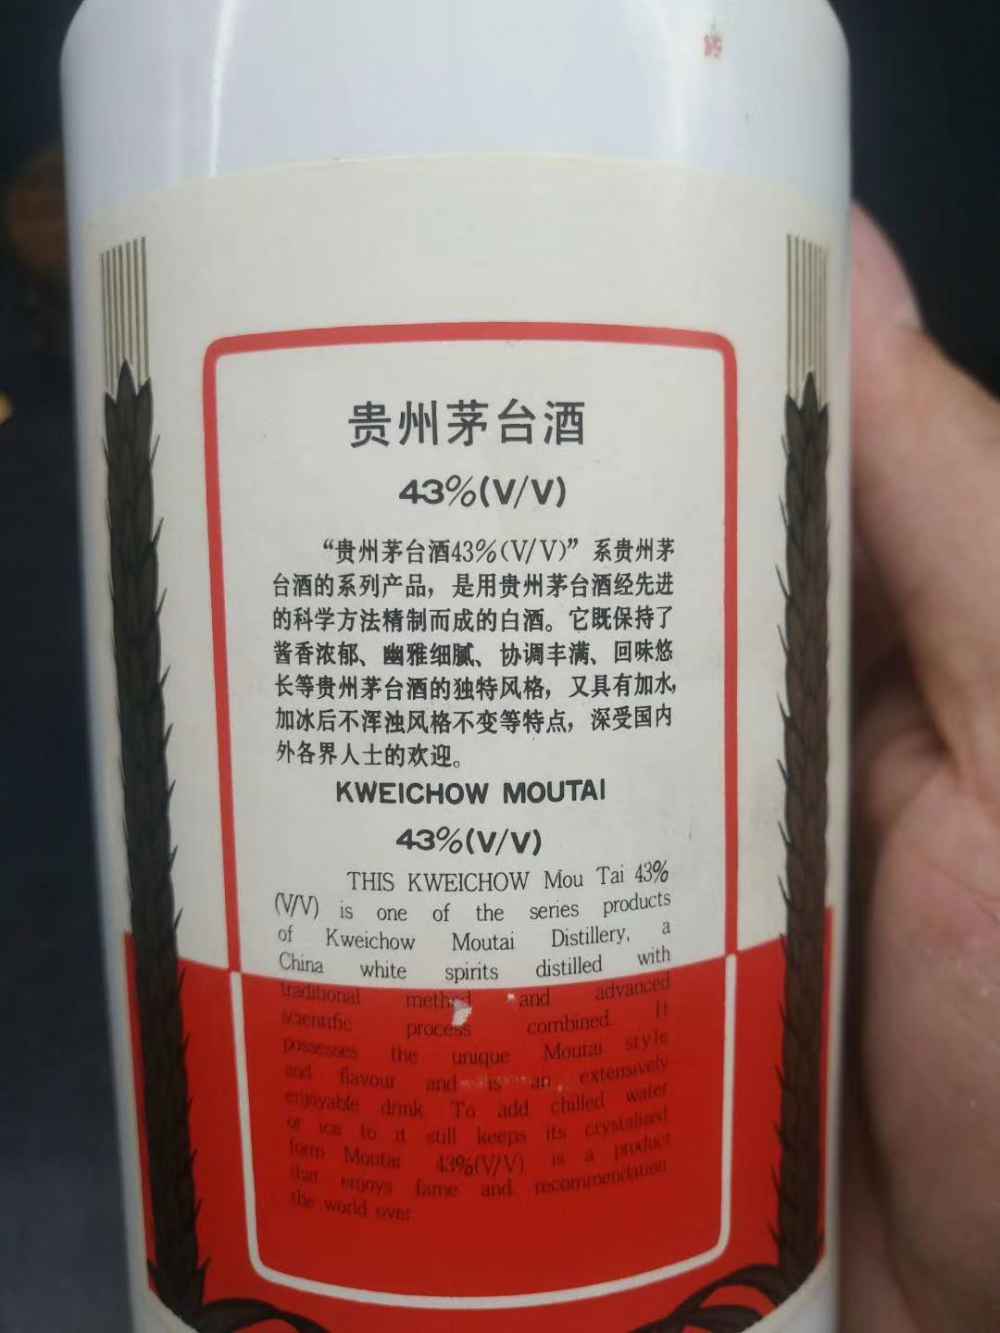 贵州茅台酒
43%(V/V)
“贵州茅台酒43%(V/V)”系贵州茅
台酒的系列产品，是用贵州茅台酒经先进
的科学方法精制而成的白酒。它既保持了
酱香浓郁、幽雅细腻、协调丰满、回味悠
长等贵州茅台酒的独特风格，又具有加水，
加冰后不浑浊风格不变等特点，深受国内
外各界人士的欢迎。
KWEICHOW MOUTAI
43%(V/V)
THIS KWEICHOW Mou Tai 43%
(V/V) is one of the series products
of Kweichow Moutai Distillery, a
China white spirits distilled with
traditional method and advanced
scientific process combined. It
possesses the unique Moutai style
and flavour and is an extensively
enjoyable drink. To add chilled water
or ice to it still keeps its crystalized
form Moutai 43%(V/V) is a product
that enjoys fame and recommendation
the world over.